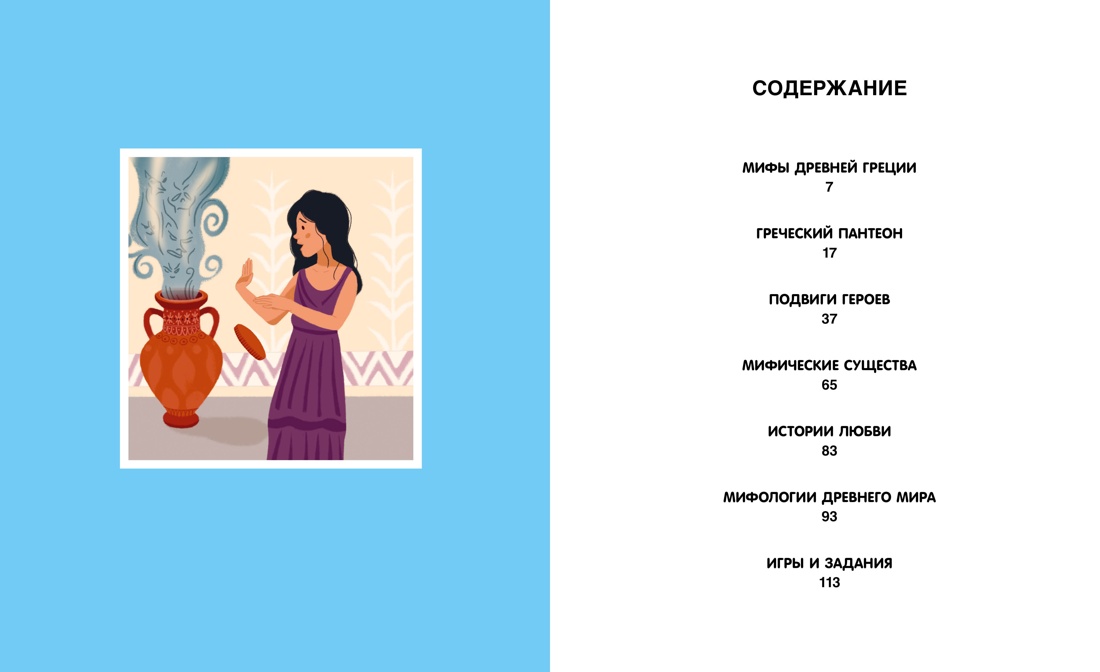 СОДЕРЖАНИЕ
МИФЫ ДРЕВНЕЙ ГРЕЦИИ
7
ГРЕЧЕСКИЙ ПАНТЕОН
17
ПОДВИГИ ГЕРОЕВ
37
МИФИЧЕСКИЕ СУЩЕСТВА
65
ИСТОРИИ ЛЮБВИ
83
МИФОЛОГИИ ДРЕВНЕГО МИРА
93
ИГРЫ И ЗАДАНИЯ
113